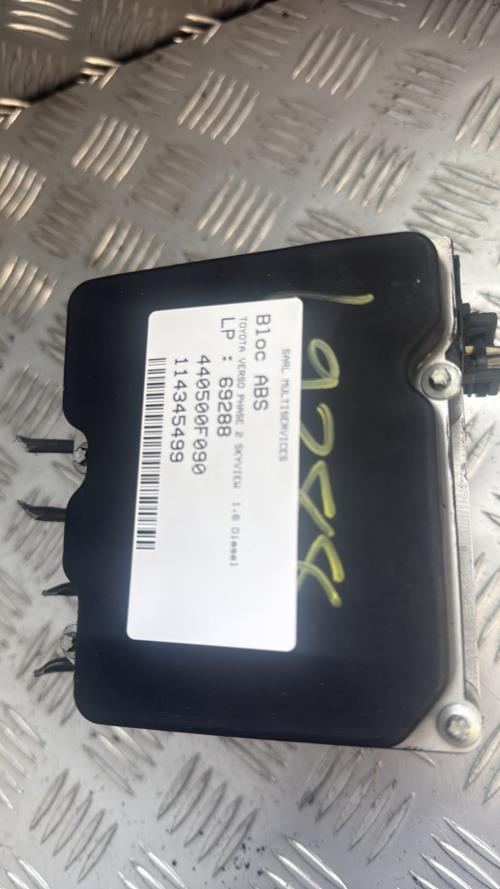 SARL MULTISERVICES
Bloc ABS
TOYOTA VERSO PHASE 2 SKYVIEW 1.6 Diesel
LP : 69288
440500F090
114345499